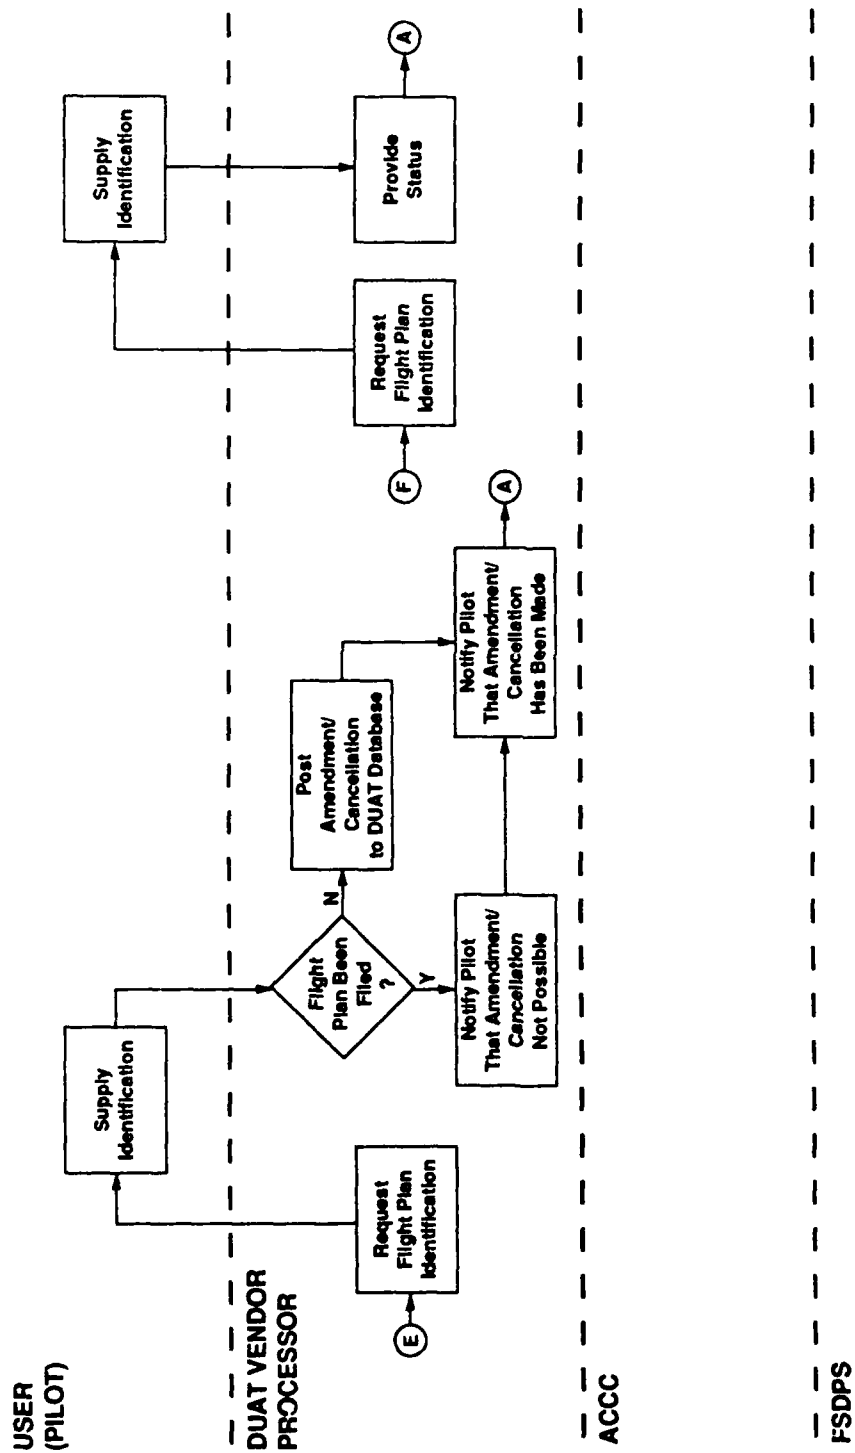 USER
(PILOT)
Supply
Identification
Supply
Identification
DUAT VENDOR
PROCESSOR
E
Request
Flight Plan
Identification
Flight
Plan Been
Filed
?
N
Y
Post
Amendment/
Cancellation
to DUAT Database
Notify Pilot
That Amendment/
Cancellation
Not Possible
Notify Pilot
That Amendment/
Cancellation
Has Been Made
A
F
Request
Flight Plan
Identification
Provide
Status
A
ACCC
FSDPS